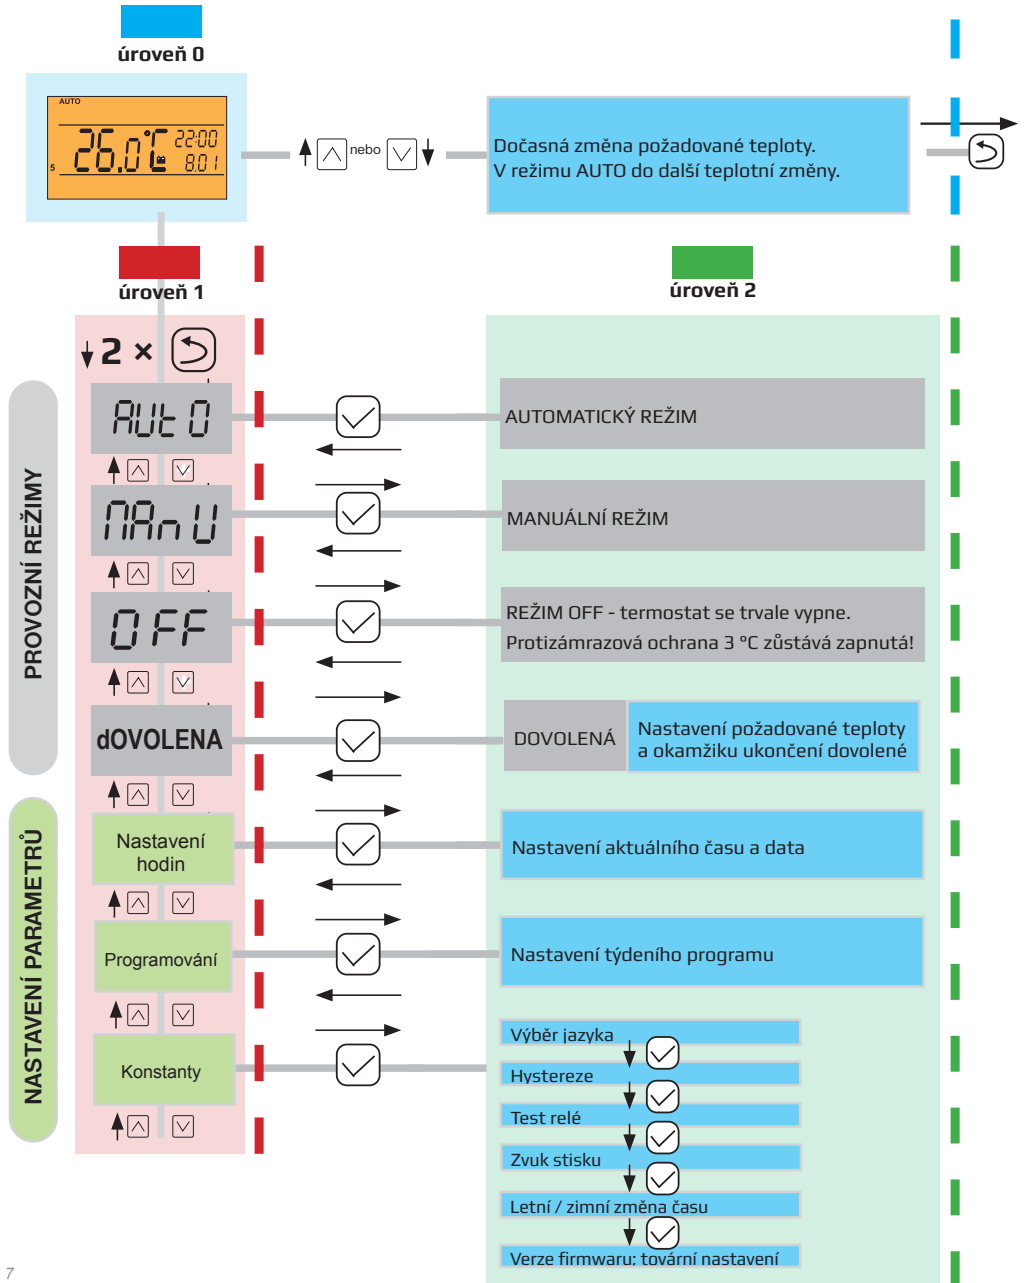 úroveň 0
AUTO
26.0°C
22:00
8.01
5
nebo
Dočasná změna požadované teploty.
V režimu AUTO do další teplotní změny.
úroveň 1
úroveň 2
2 ×
PROVOZNÍ REŽIMY
AUtO
AUTOMATICKÝ REŽIM
MAnU
MANUÁLNÍ REŽIM
OFF
REŽIM OFF - termostat se trvale vypne.
Protizámrazová ochrana 3 °C zůstává zapnutá!
dOVOLENA
DOVOLENÁ
Nastavení požadované teploty
a okamžiku ukončení dovolené
NASTAVENÍ PARAMETRŮ
Nastavení
hodin
Nastavení aktuálního času a data
Programování
Nastavení týdeního programu
Konstanty
Výběr jazyka
Hystereze
Test relé
Zvuk stisku
Letní / zimní změna času
Verze firmwaru; tovární nastavení
7